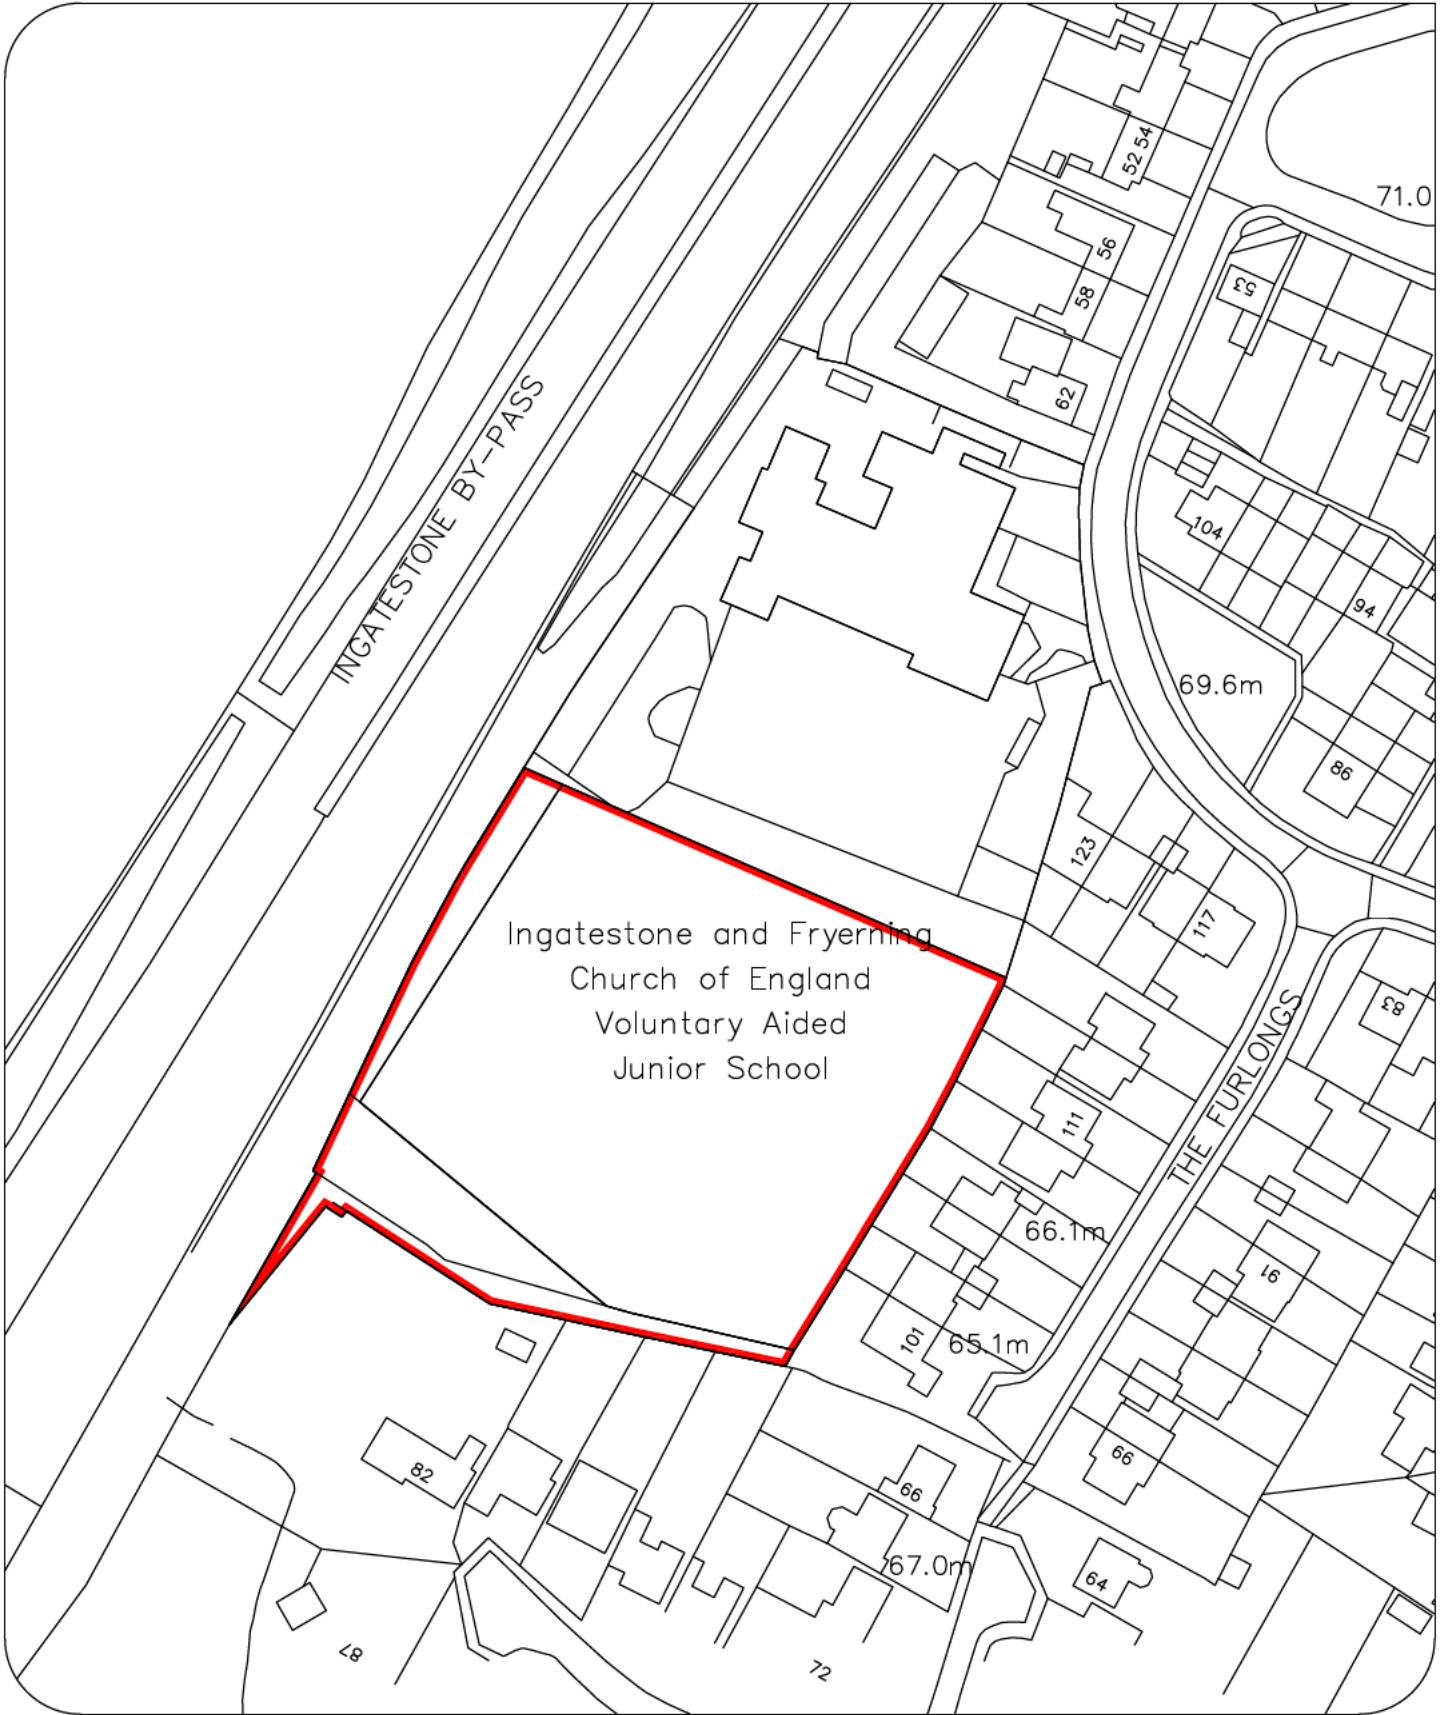 52 54
71.0
56
53
58
62
INGATESTONE BY-PASS
104
94
69.6m
98
123
117
Ingatestone and Fryerning
Church of England
Voluntary Aided
Junior School
83
THE FURLONGS
111
66.1m
91
101
65.1m
99
82
66
67.0m
64
87
72